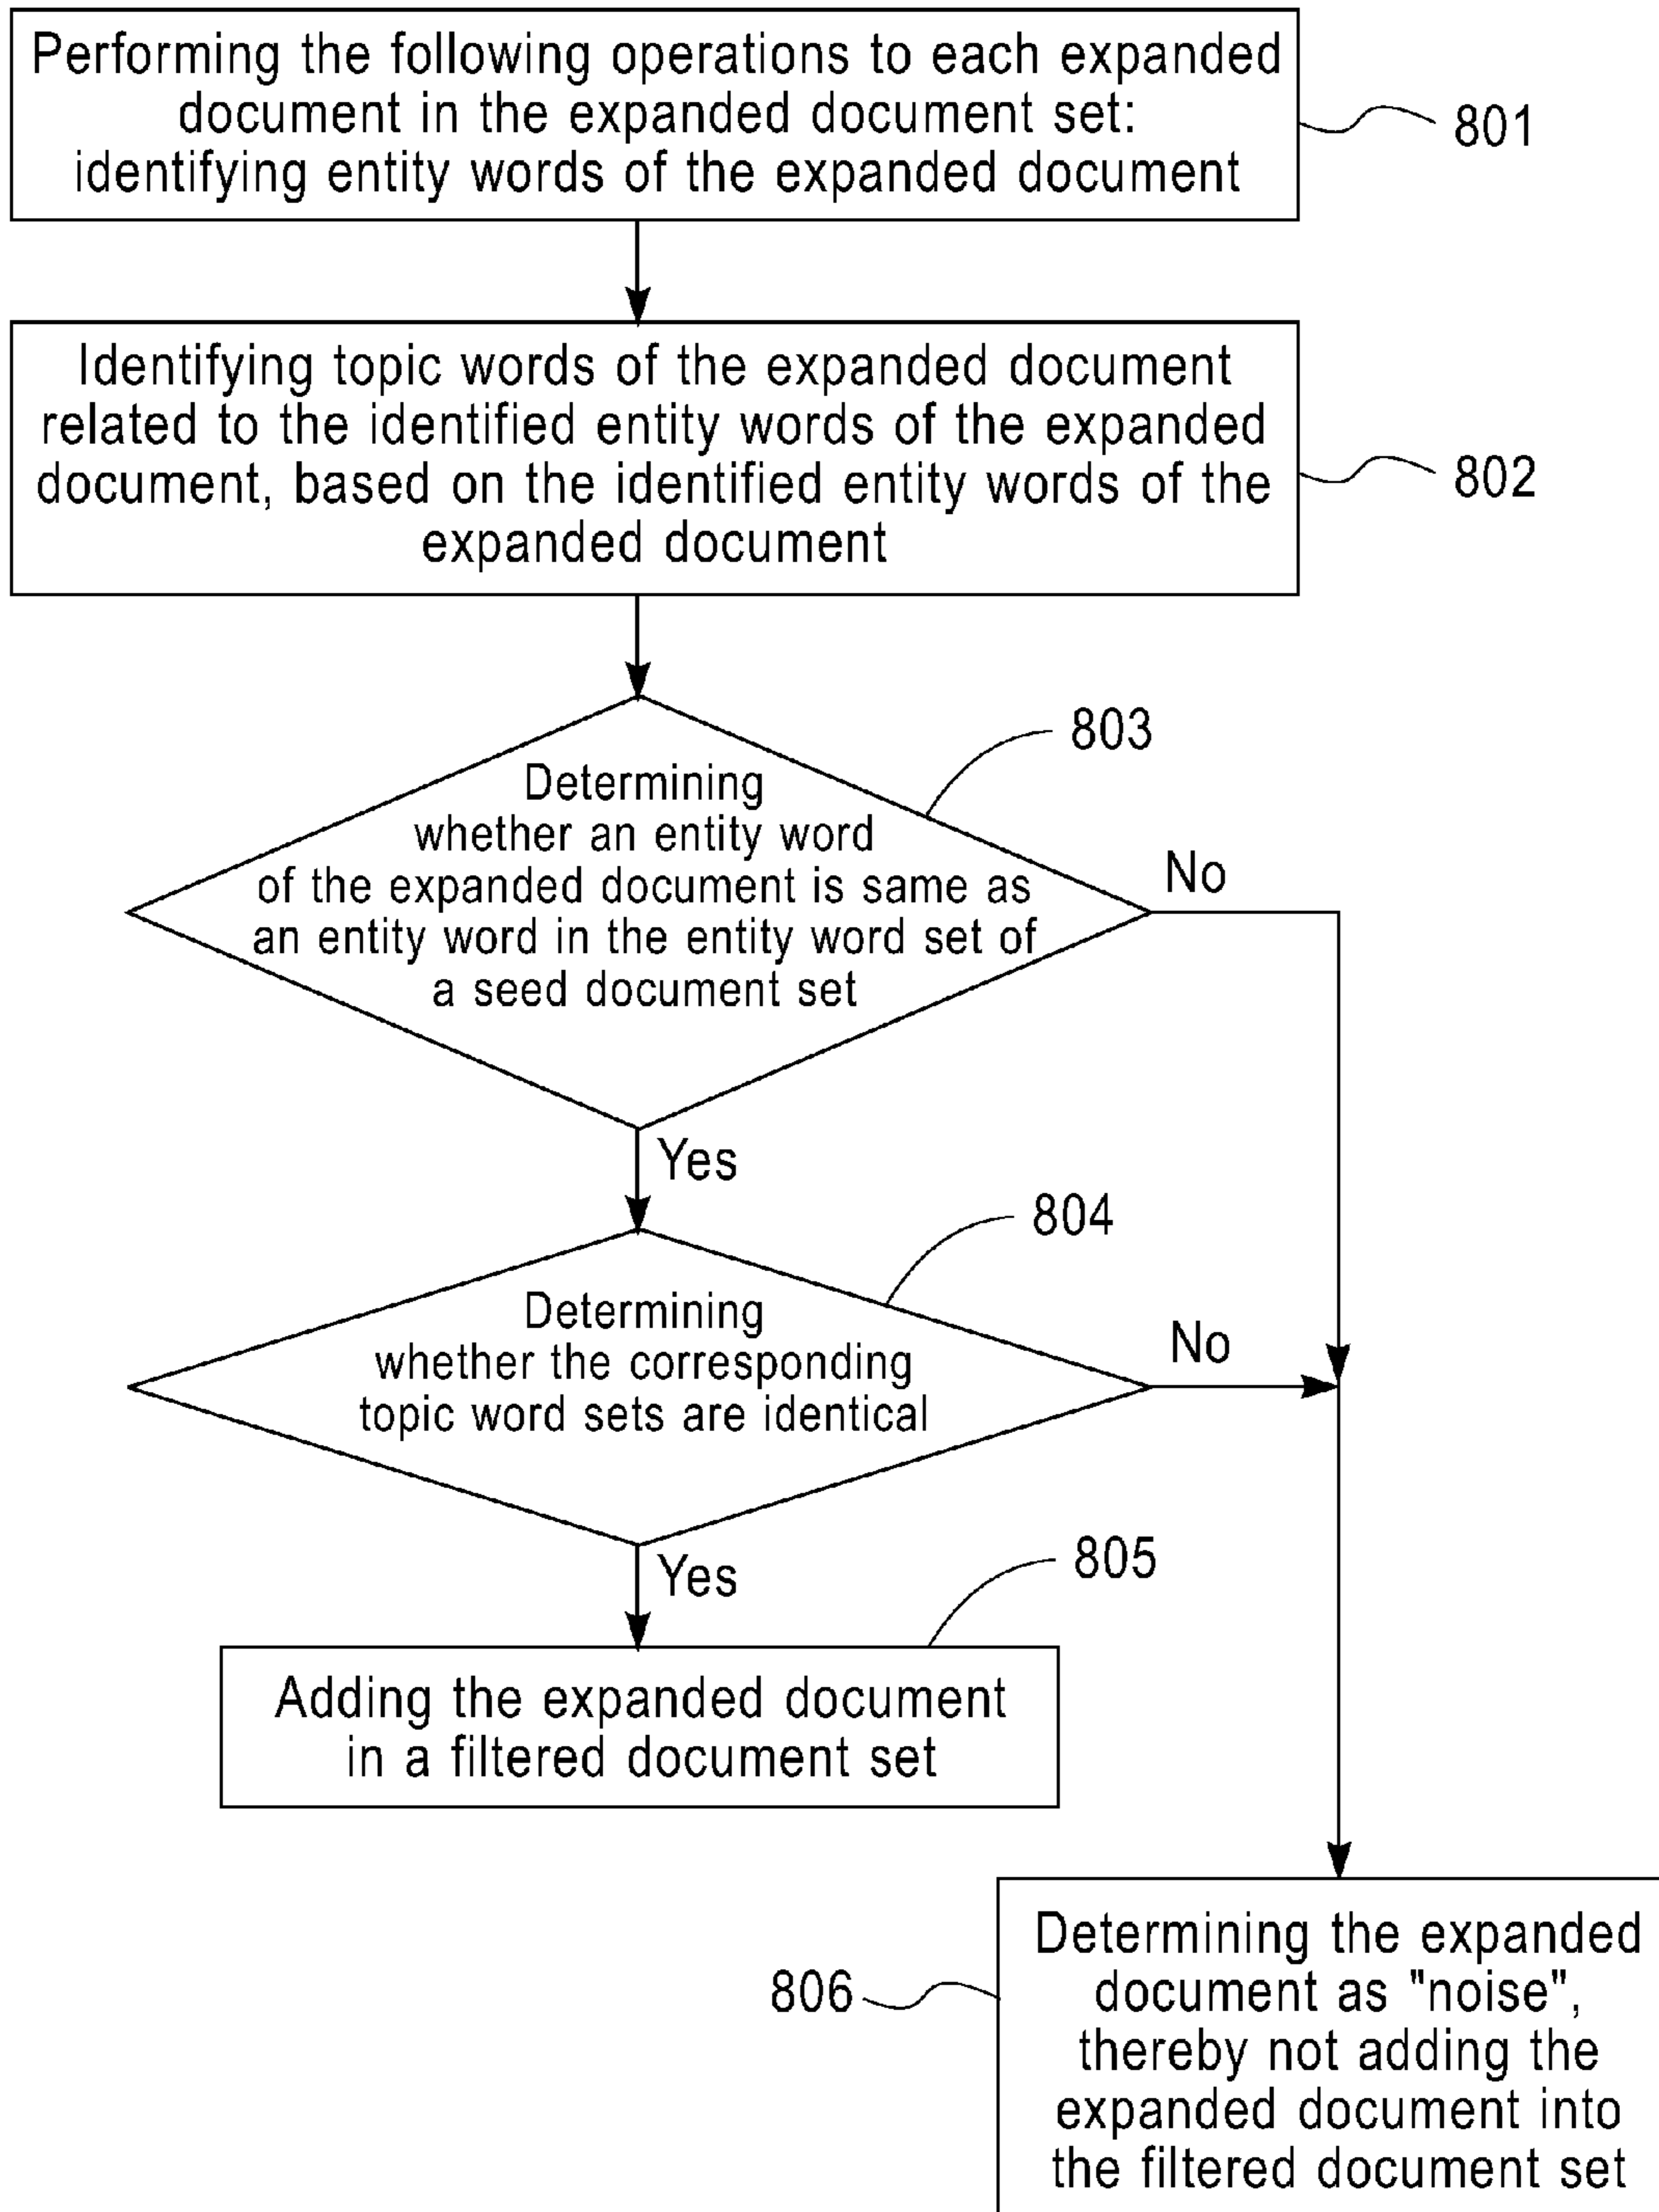 Performing the following operations to each expanded
document in the expanded document set:
identifying entity words of the expanded document
801
Identifying topic words of the expanded document
related to the identified entity words of the expanded
document, based on the identified entity words of the
expanded document
802
803
Determining
whether an entity word
of the expanded document is same as
an entity word in the entity word set of
a seed document set
No
Yes
804
Determining
whether the corresponding
topic word sets are identical
No
Yes
805
Adding the expanded document
in a filtered document set
806
Determining the expanded
document as "noise",
thereby not adding the
expanded document into
the filtered document set